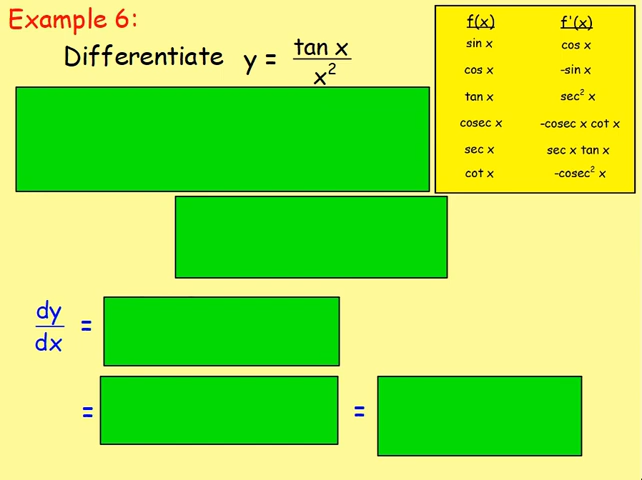 Example 6:
Differentiate y = tan x / x²
f(x) f'(x)
sin x cos x
cos x -sin x
tan x sec² x
cosec x -cosec x cot x
sec x sec x tan x
cot x -cosec² x
dy/dx =
= =